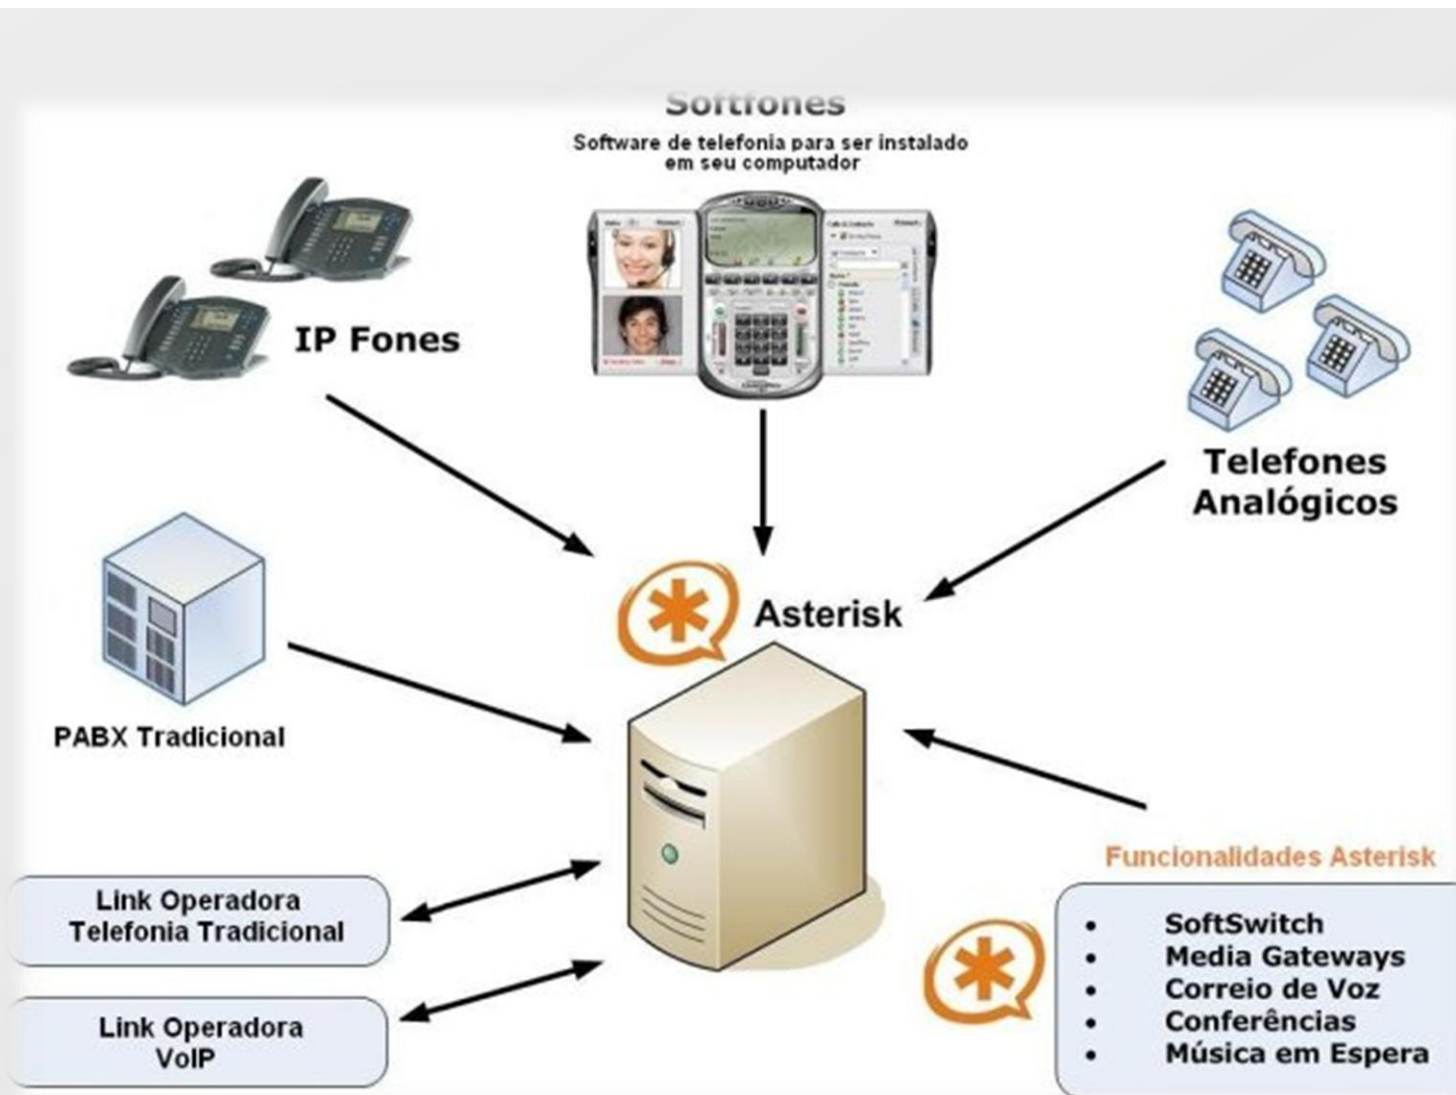 Softfones
Software de telefonia para ser instalado
em seu computador
IP Fones
Telefones
Analógicos
Asterisk
PABX Tradicional
Link Operadora
Telefonia Tradicional
Link Operadora
VoIP
Funcionalidades Asterisk
• SoftSwitch
• Media Gateways
• Correio de Voz
• Conferências
• Música em Espera